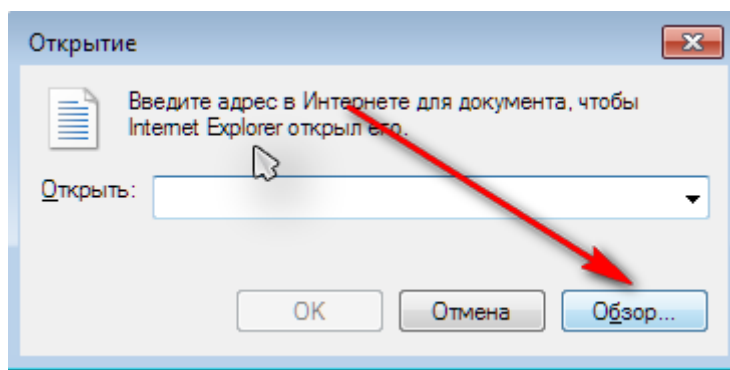 Открытие
Введите адрес в Интернете для документа, чтобы
Internet Explorer открыл его.
Открыть:
OK
Отмена
Обзор...